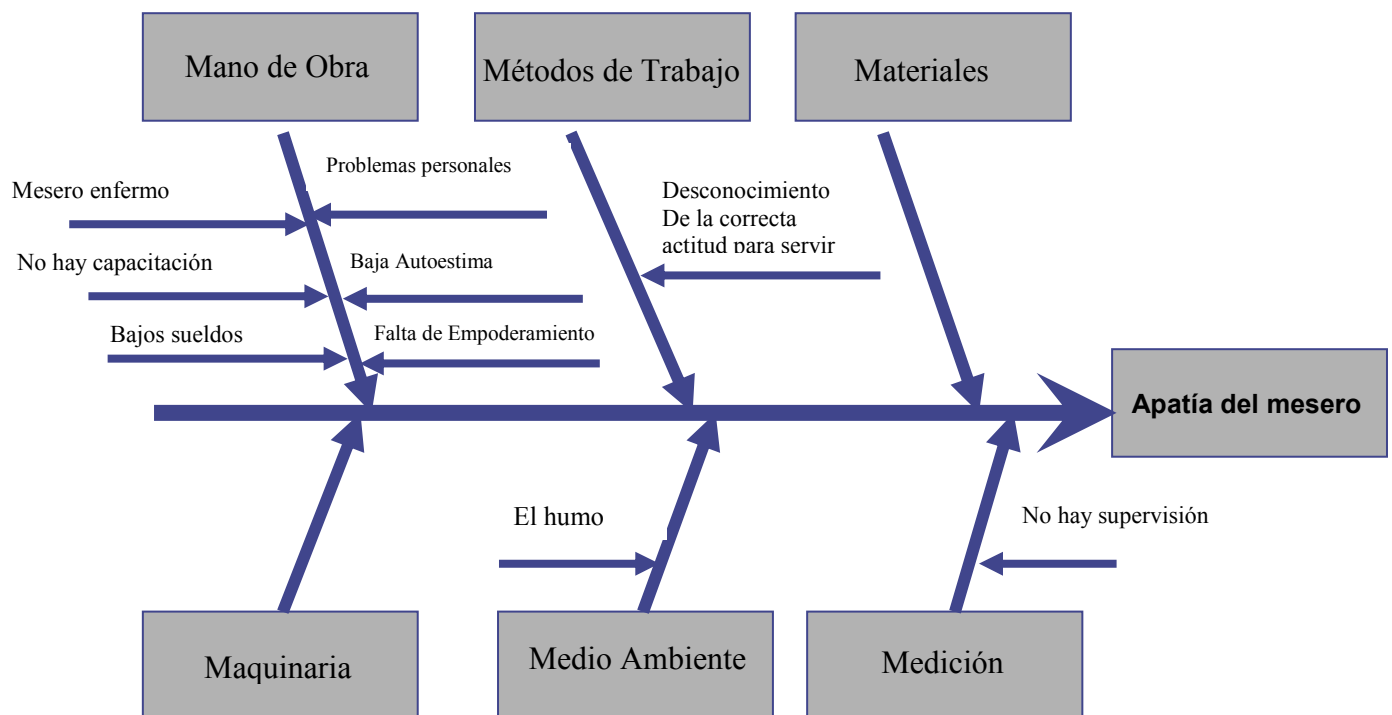 Mano de Obra
Métodos de Trabajo
Materiales
Problemas personales
Mesero enfermo
Desconocimiento
De la correcta
actitud para servir
No hay capacitación
Baja Autoestima
Bajos sueldos
Falta de Empoderamiento
Apatía del mesero
El humo
No hay supervisión
Maquinaria
Medio Ambiente
Medición